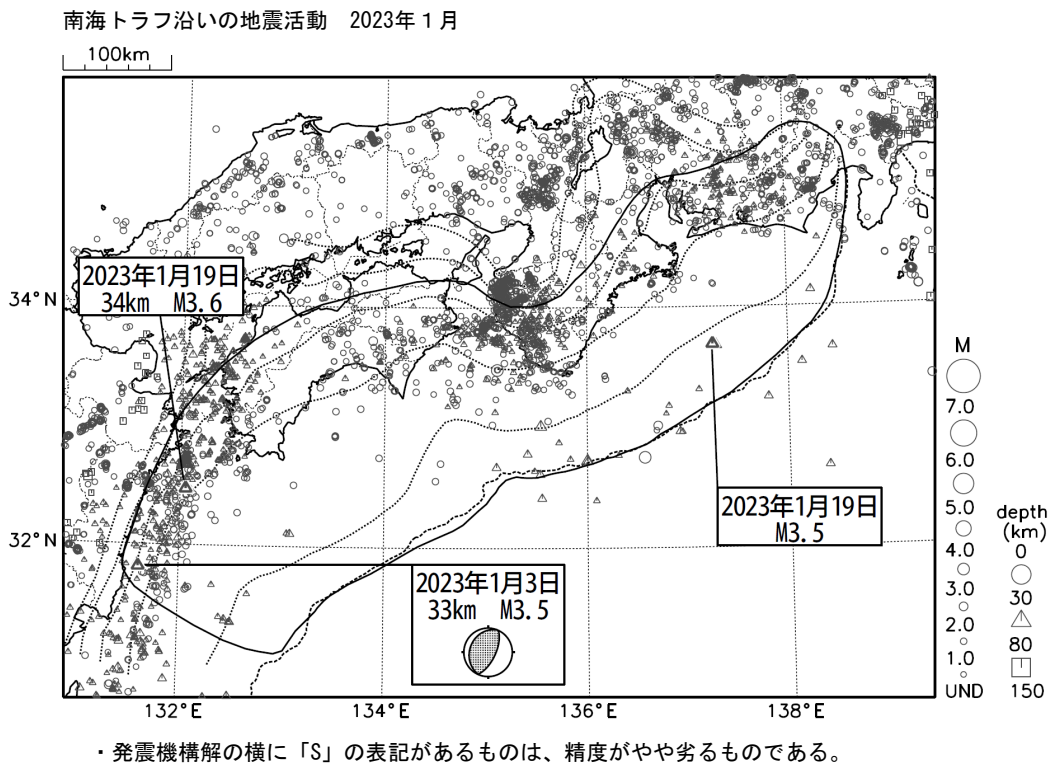 南海トラフ沿いの地震活動　2023年１月
100km
2023年1月19日
34km　M3.6
34°N
M
7.0
6.0
5.0
4.0
3.0
2.0
1.0
UND
depth
(km)
0
30
80
150
2023年1月19日
M3.5
32°N
2023年1月3日
33km　M3.5
132°E
134°E
136°E
138°E
・発震機構解の横に「S」の表記があるものは、精度がやや劣るものである。